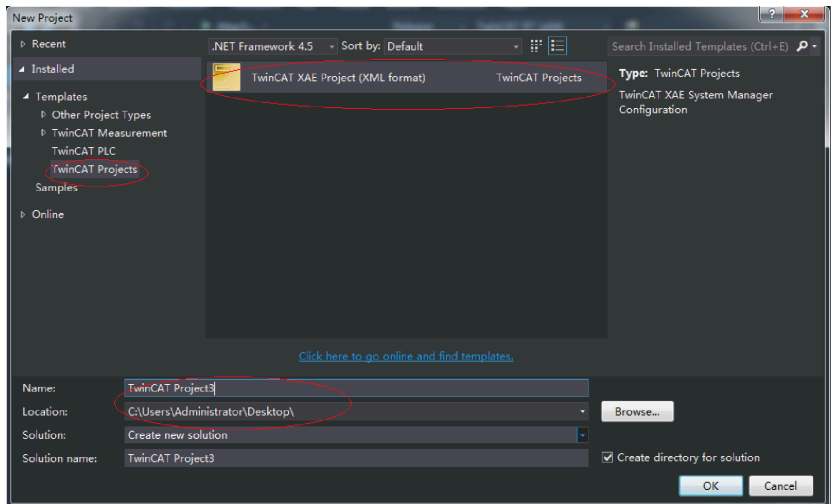 New Project
Recent
.NET Framework 4.5
Sort by: Default
Search Installed Templates (Ctrl+E)
Installed
TwinCAT XAE Project (XML format)
TwinCAT Projects
Type: TwinCAT Projects
TwinCAT XAE System Manager
Configuration
Templates
Other Project Types
TwinCAT Measurement
TwinCAT PLC
TwinCAT Projects
Samples
Online
Click here to go online and find templates.
Name:
TwinCAT Project3
Location:
C:\Users\Administrator\Desktop\
Browse...
Solution:
Create new solution
Solution name:
TwinCAT Project3
Create directory for solution
OK
Cancel